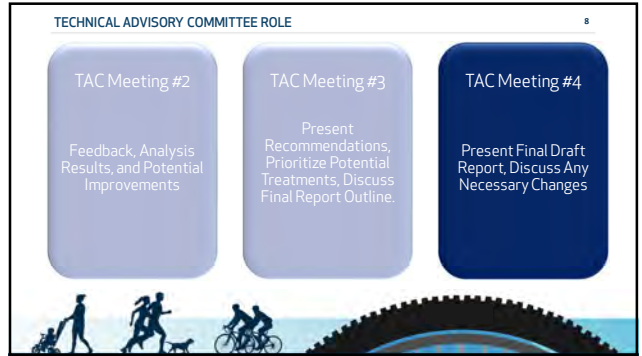 TECHNICAL ADVISORY COMMITTEE ROLE
8
TAC Meeting #2
Feedback, Analysis
Results, and Potential
Improvements
TAC Meeting #3
Present
Recommendations,
Prioritize Potential
Treatments, Discuss
Final Report Outline.
TAC Meeting #4
Present Final Draft
Report, Discuss Any
Necessary Changes